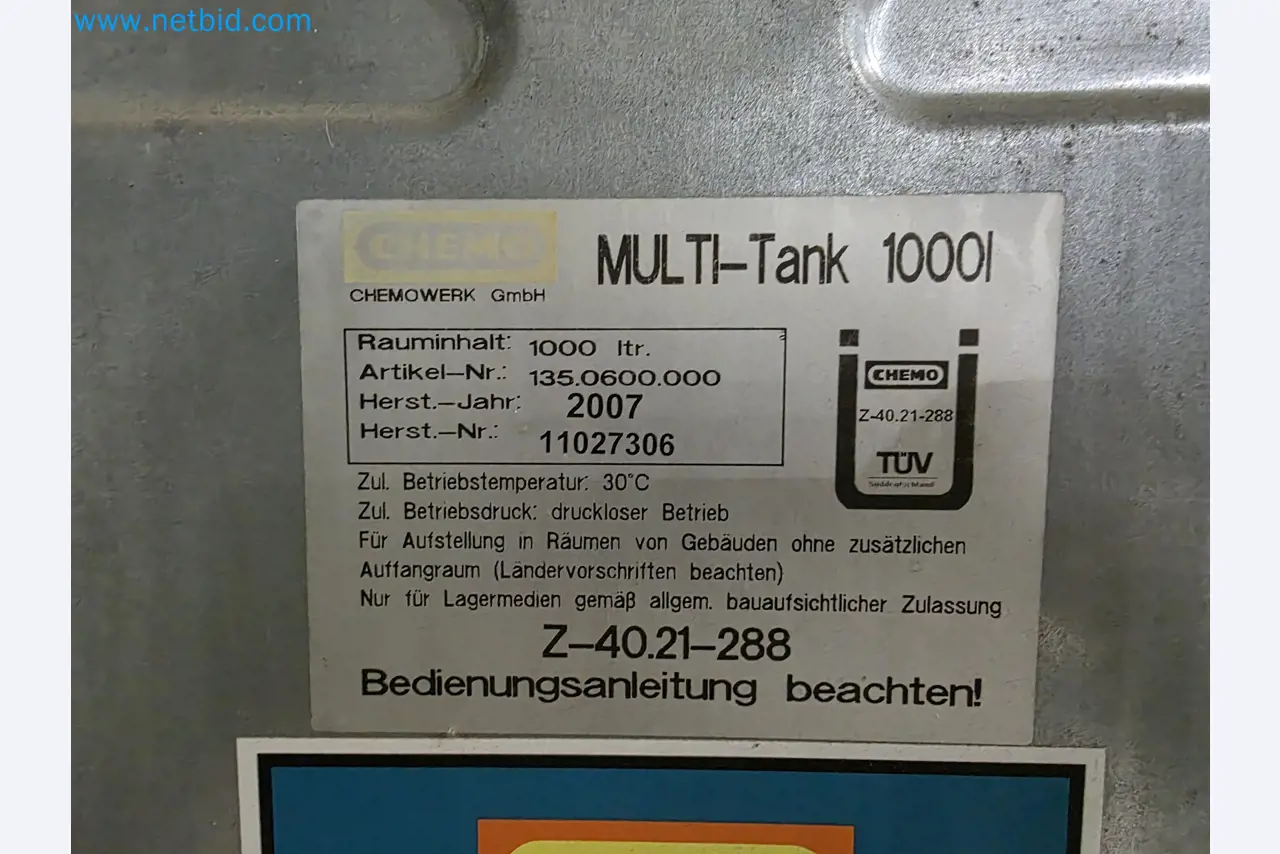 www.netbid.com
CHEMO
MULTI-Tank 1000l
CHEMOWERK GmbH
Rauminhalt: 1000 ltr.
Artikel-Nr.: 135.0600.000
Herst.-Jahr: 2007
Herst.-Nr.: 11027306
CHEMO
Z-40.21-288
TÜV
Süddeutschland
Zul. Betriebstemperatur: 30°C
Zul. Betriebsdruck: druckloser Betrieb
Für Aufstellung in Räumen von Gebäuden ohne zusätzlichen
Auffangraum (Ländervorschriften beachten)
Nur für Lagermedien gemäß allgem. bauaufsichtlicher Zulassung
Z-40.21-288
Bedienungsanleitung beachten!